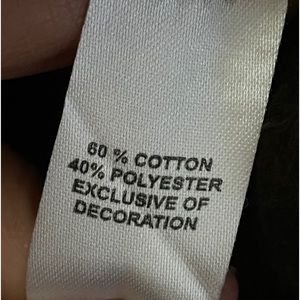 60 % COTTON
40% POLYESTER
EXCLUSIVE OF
DECORATION